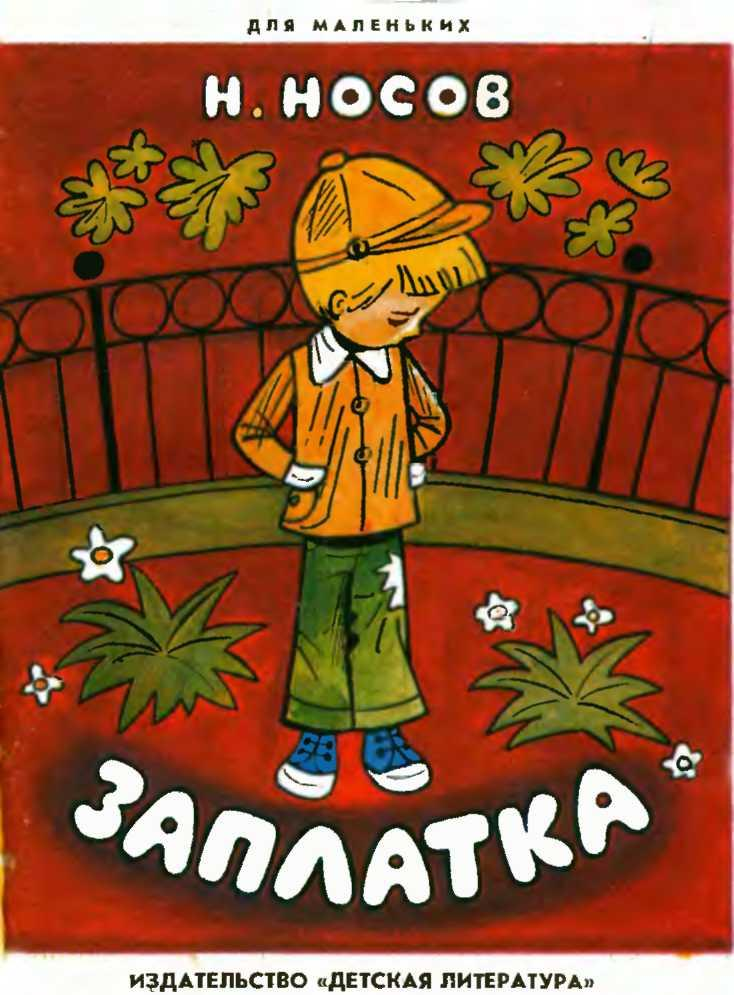 ДЛЯ МАЛЕНЬКИХ
Н. НОСОВ
ЗАПЛАТКА
ИЗДАТЕЛЬСТВО «ДЕТСКАЯ ЛИТЕРАТУРА»